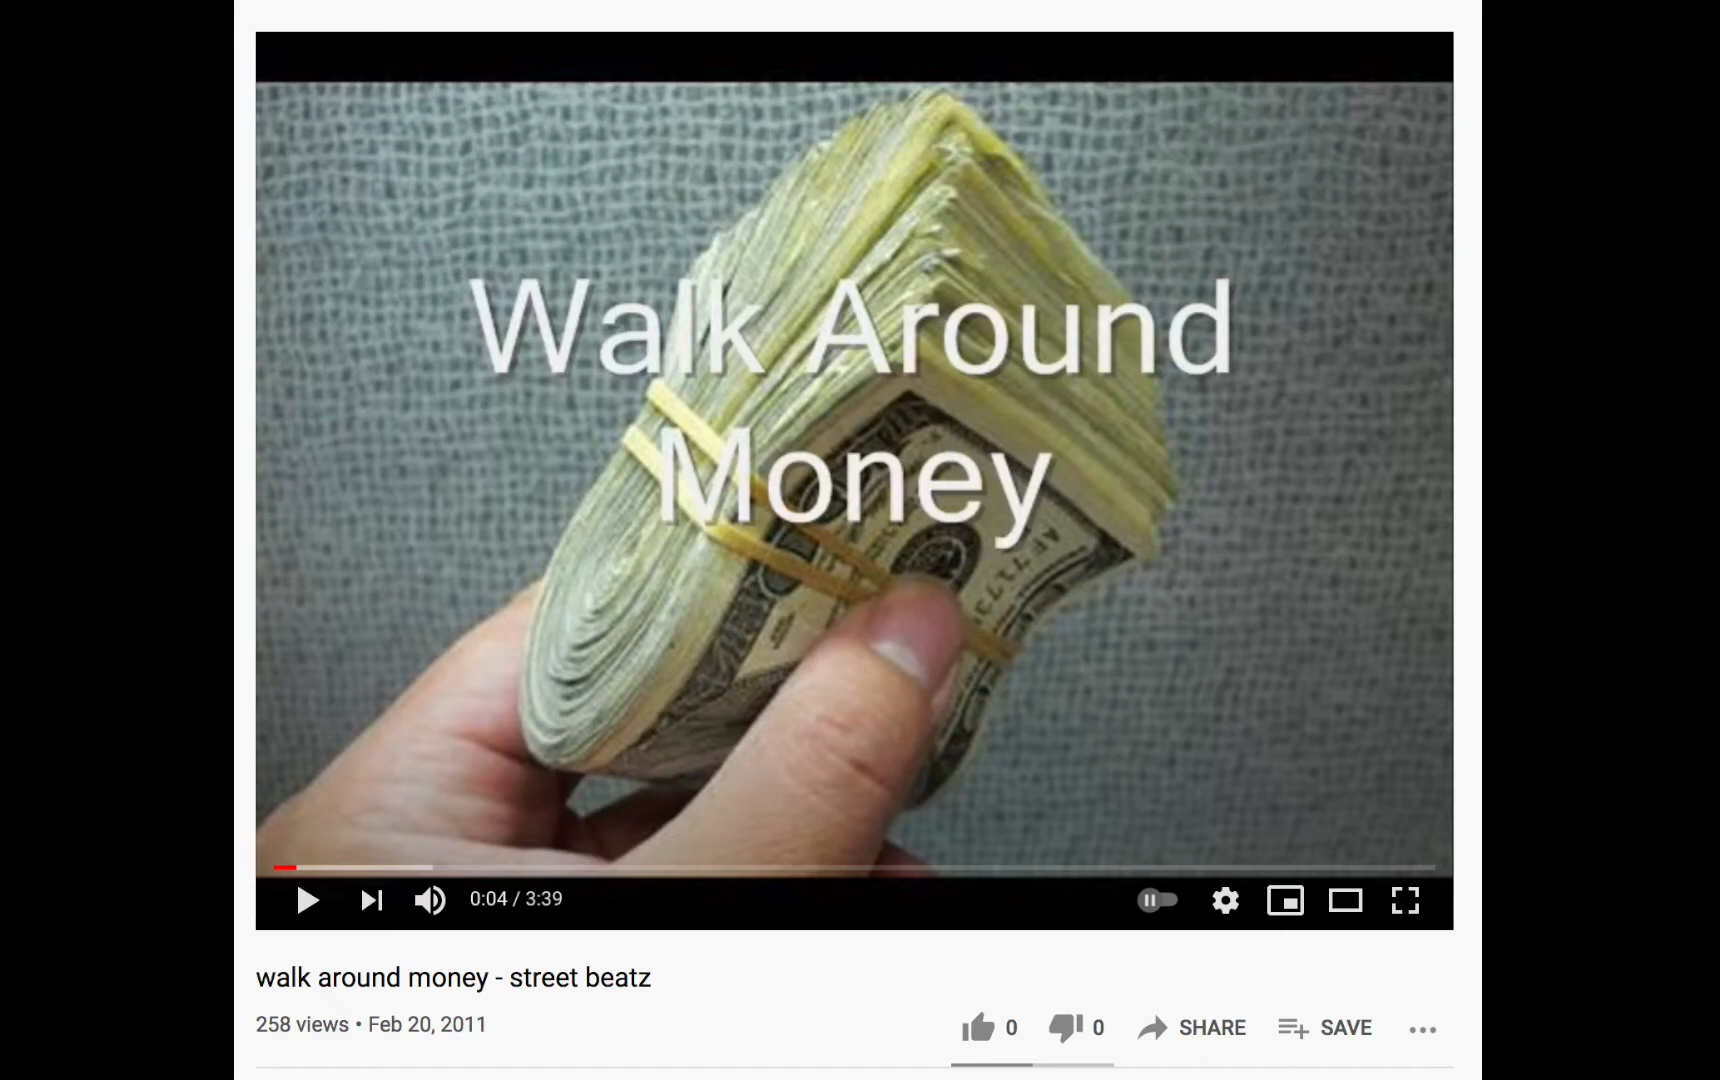 Walk Around
Money
0:04 / 3:39
walk around money - street beatz
258 views • Feb 20, 2011
0 0 SHARE SAVE